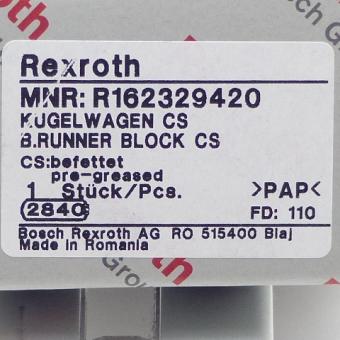 Rexroth
MNR: R162329420
KUGELWAGEN CS
B.RUNNER BLOCK CS
CS:befettet
pre-greased
1 Stück/Pcs. >PAP<
2840 FD: 110
Bosch Rexroth AG RO 515400 Blaj
Made in Romania